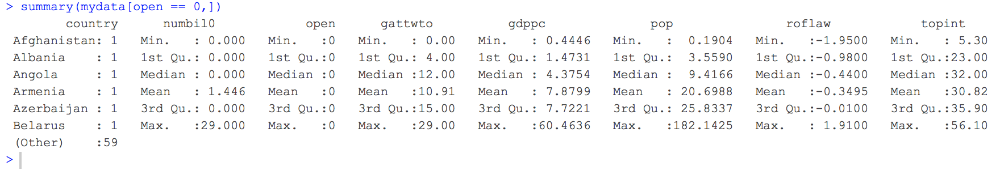 > summary(mydata[open == 0,])
        country       numbil0             open       gattwto           gdppc              pop                roflaw            topint
 Afghanistan: 1   Min.   : 0.000   Min.   :0   Min.   : 0.00   Min.   : 0.4446   Min.   :  0.1904   Min.   :-1.9500   Min.   : 5.30
 Albania    : 1   1st Qu.: 0.000   1st Qu.:0   1st Qu.: 4.00   1st Qu.: 1.4731   1st Qu.:  3.5590   1st Qu.:-0.9800   1st Qu.:23.00
 Angola     : 1   Median : 0.000   Median :0   Median :12.00   Median : 4.3754   Median :  9.4166   Median :-0.4400   Median :32.00
 Armenia    : 1   Mean   : 1.446   Mean   :0   Mean   :10.91   Mean   : 7.8799   Mean   : 20.6988   Mean   :-0.3495   Mean   :30.82
 Azerbaijan : 1   3rd Qu.: 0.000   3rd Qu.:0   3rd Qu.:15.00   3rd Qu.: 7.7221   3rd Qu.: 25.8337   3rd Qu.:-0.0100   3rd Qu.:35.90
 Belarus    : 1   Max.   :29.000   Max.   :0   Max.   :29.00   Max.   :60.4636   Max.   :182.1425   Max.   : 1.9100   Max.   :56.10
 (Other)    :59
>